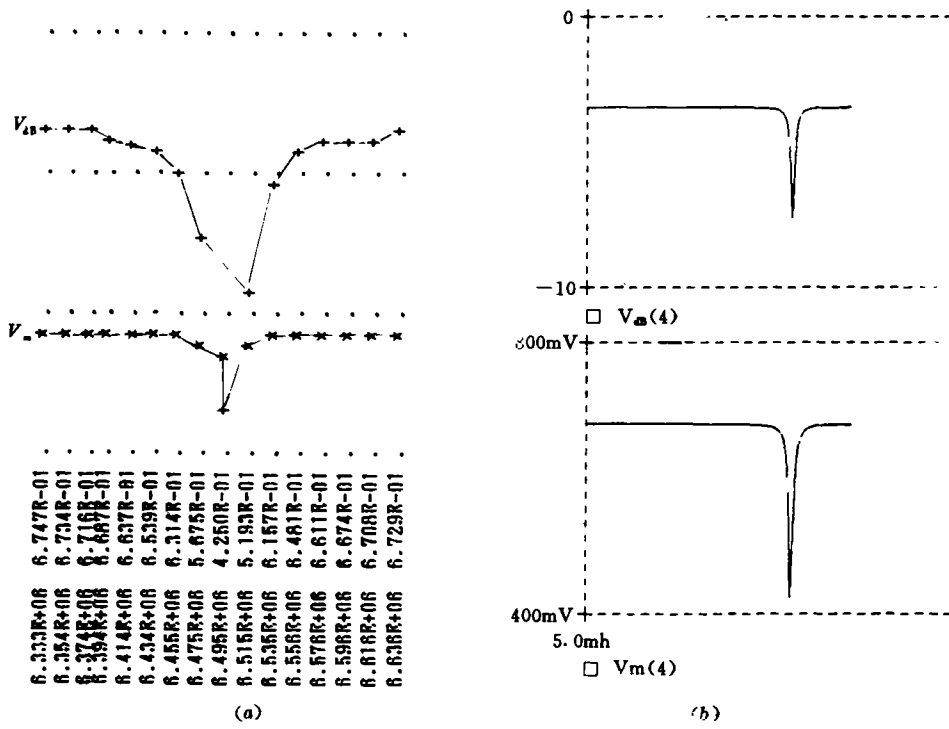 V_dB
V_m
6.747R-01
6.734R-01
6.716R-01
6.687R-01
6.637R-01
6.539R-01
6.314R-01
5.675R-01
4.250R-01
5.193R-01
6.157R-01
6.481R-01
6.611R-01
6.674R-01
6.708R-01
6.729R-01
6.333R+06
6.354R+06
6.374R+06
6.394R+06
6.414R+06
6.434R+06
6.455R+06
6.475R+06
6.495R+06
6.515R+06
6.535R+06
6.556R+06
6.576R+06
6.596R+06
6.616R+06
6.636R+06
(a)
0
−10
□ V_dB(4)
800mV
400mV
5.0mh
□ Vm(4)
(b)